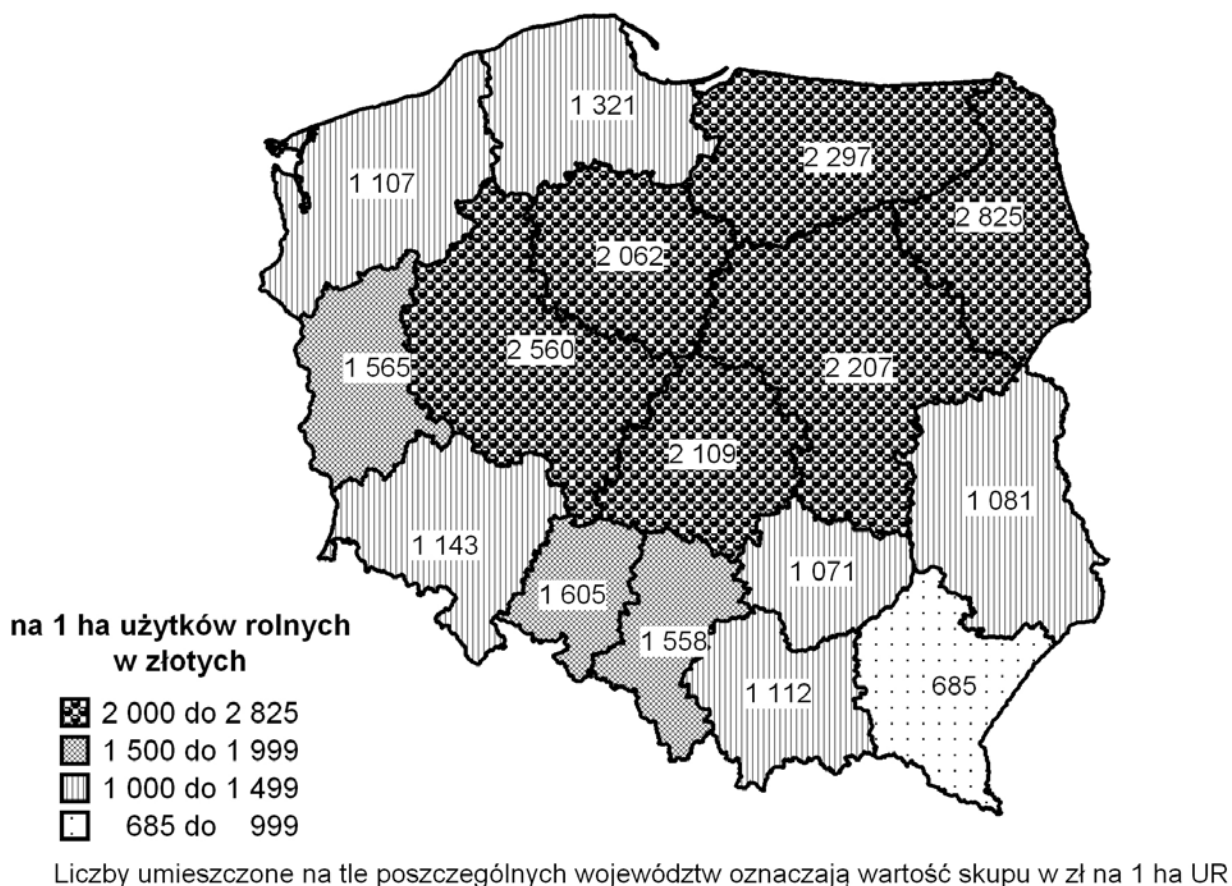 1 321
2 297
1 107
2 825
2 062
2 560
1 565
2 207
2 109
1 081
1 143
1 071
1 605
1 558
685
1 112
na 1 ha użytków rolnych
w złotych
2 000 do 2 825
1 500 do 1 999
1 000 do 1 499
685 do 999
Liczby umieszczone na tle poszczególnych województw oznaczają wartość skupu w zł na 1 ha UR